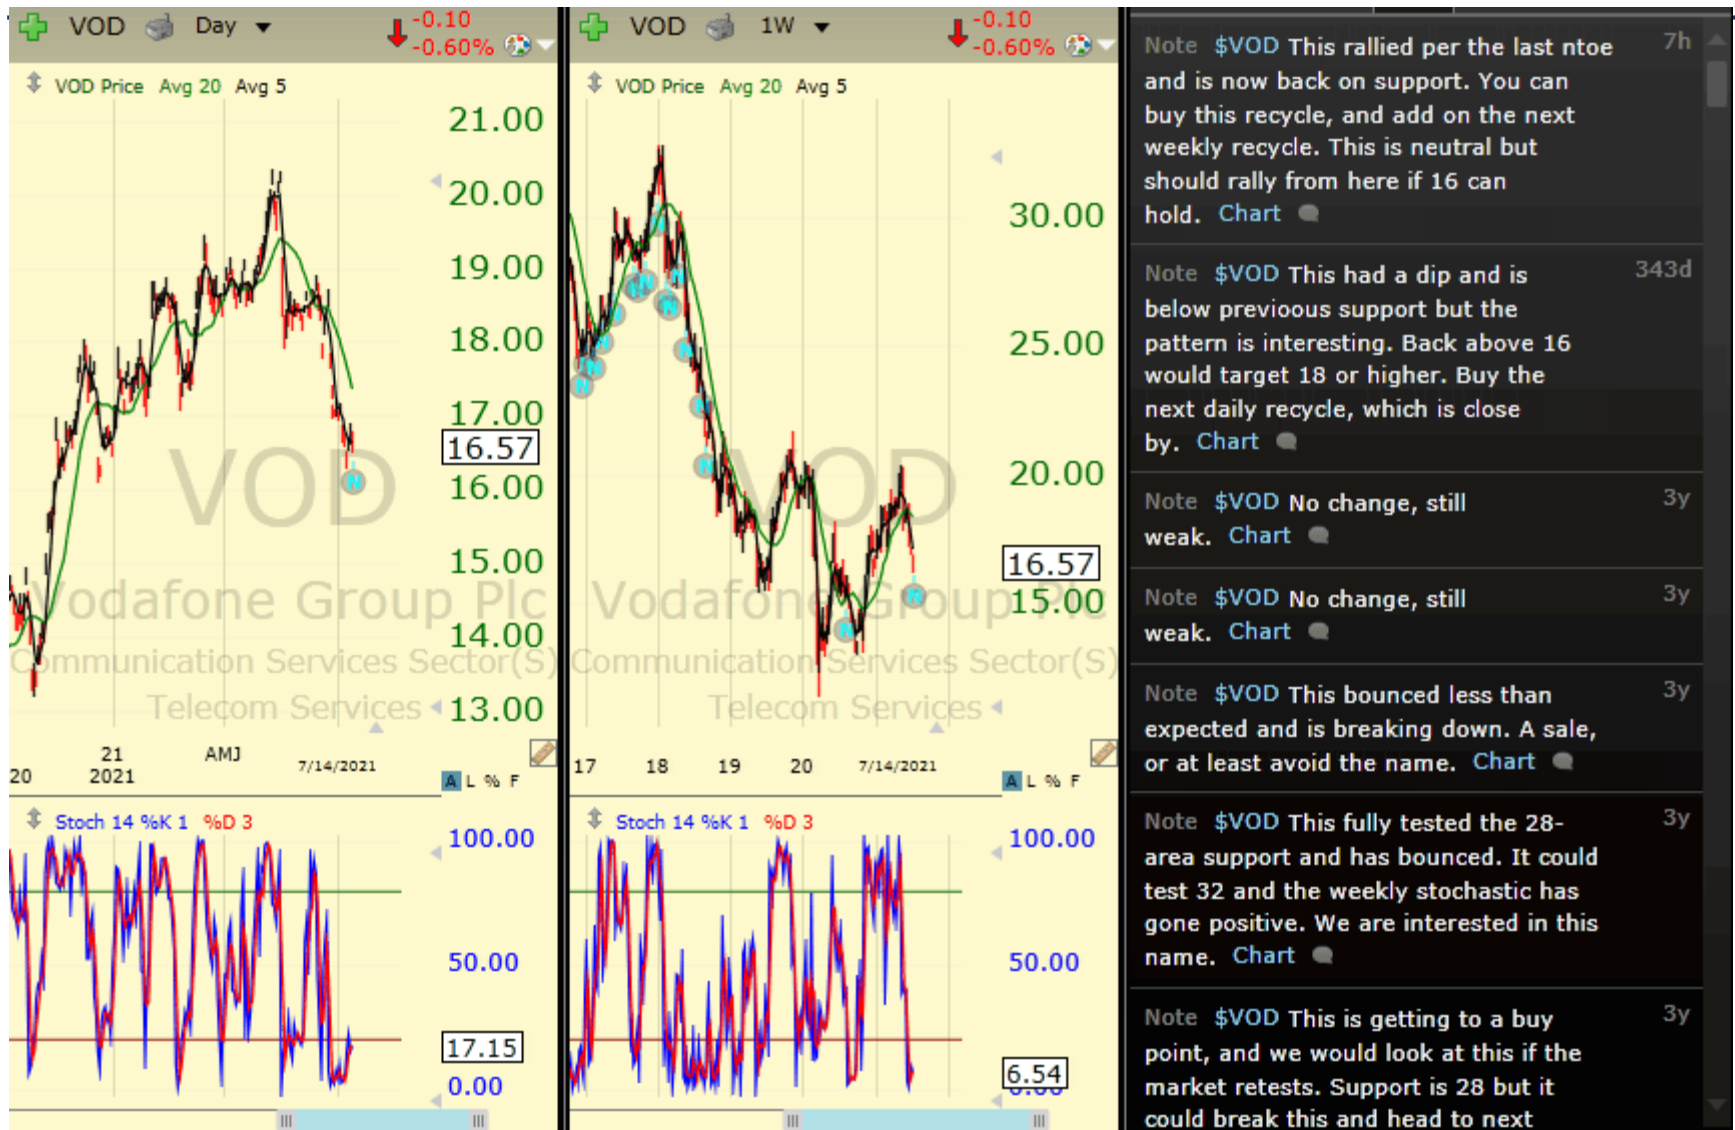 VOD Day -0.10
-0.60%
VOD Price Avg 20 Avg 5
21.00
20.00
19.00
18.00
17.00
16.57
16.00
15.00
14.00
13.00
VOD
Vodafone Group Plc
Communication Services Sector(S)
Telecom Services
N
20 21 AMJ 7/14/2021
2021
A L % F
Stoch 14 %K 1 %D 3
100.00
50.00
17.15
0.00
VOD 1W -0.10
-0.60%
VOD Price Avg 20 Avg 5
30.00
25.00
20.00
16.57
15.00
VOD
Vodafone Group Plc
Communication Services Sector(S)
Telecom Services
N N N N N N N N N N N N N N N N N
17 18 19 20 7/14/2021
A L % F
Stoch 14 %K 1 %D 3
100.00
50.00
6.54
0.00
Note $VOD This rallied per the last ntoe 7h
and is now back on support. You can
buy this recycle, and add on the next
weekly recycle. This is neutral but
should rally from here if 16 can
hold. Chart
Note $VOD This had a dip and is 343d
below previoous support but the
pattern is interesting. Back above 16
would target 18 or higher. Buy the
next daily recycle, which is close
by. Chart
Note $VOD No change, still 3y
weak. Chart
Note $VOD No change, still 3y
weak. Chart
Note $VOD This bounced less than 3y
expected and is breaking down. A sale,
or at least avoid the name. Chart
Note $VOD This fully tested the 28- 3y
area support and has bounced. It could
test 32 and the weekly stochastic has
gone positive. We are interested in this
name. Chart
Note $VOD This is getting to a buy 3y
point, and we would look at this if the
market retests. Support is 28 but it
could break this and head to next